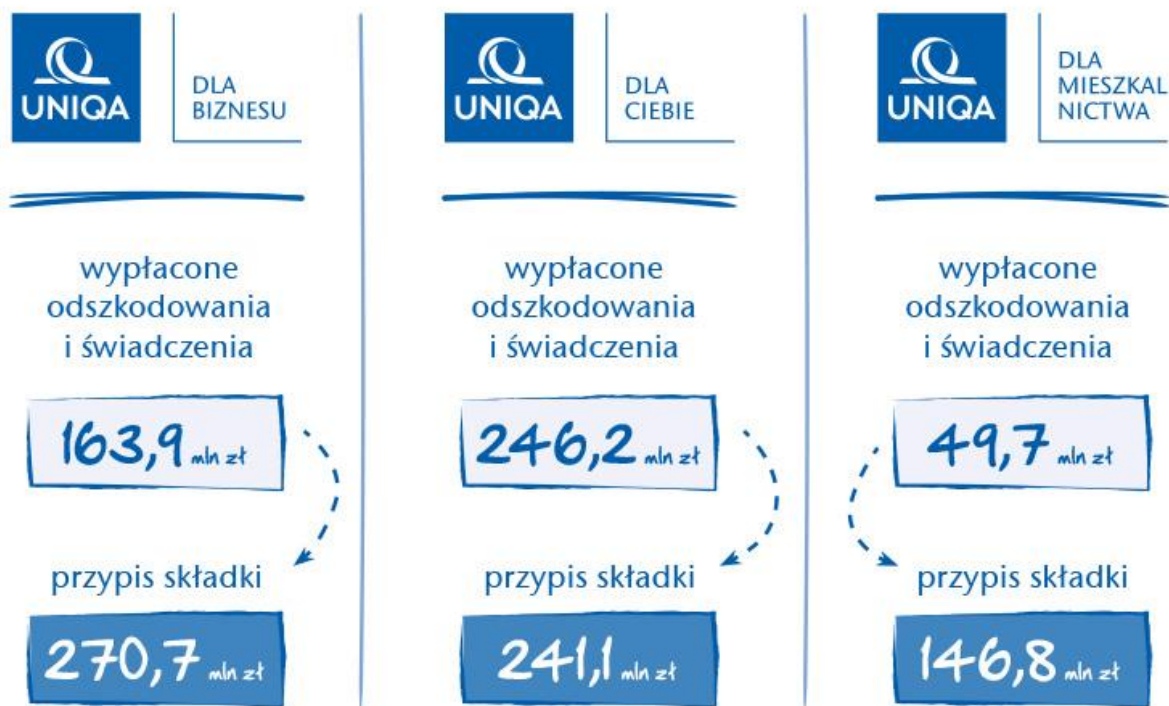 UNIQA
DLA
BIZNESU
wypłacone
odszkodowania
i świadczenia
163,9 mln zł
przypis składki
270,7 mln zł
UNIQA
DLA
CIEBIE
wypłacone
odszkodowania
i świadczenia
246,2 mln zł
przypis składki
241,1 mln zł
UNIQA
DLA
MIESZKAL
NICTWA
wypłacone
odszkodowania
i świadczenia
49,7 mln zł
przypis składki
146,8 mln zł